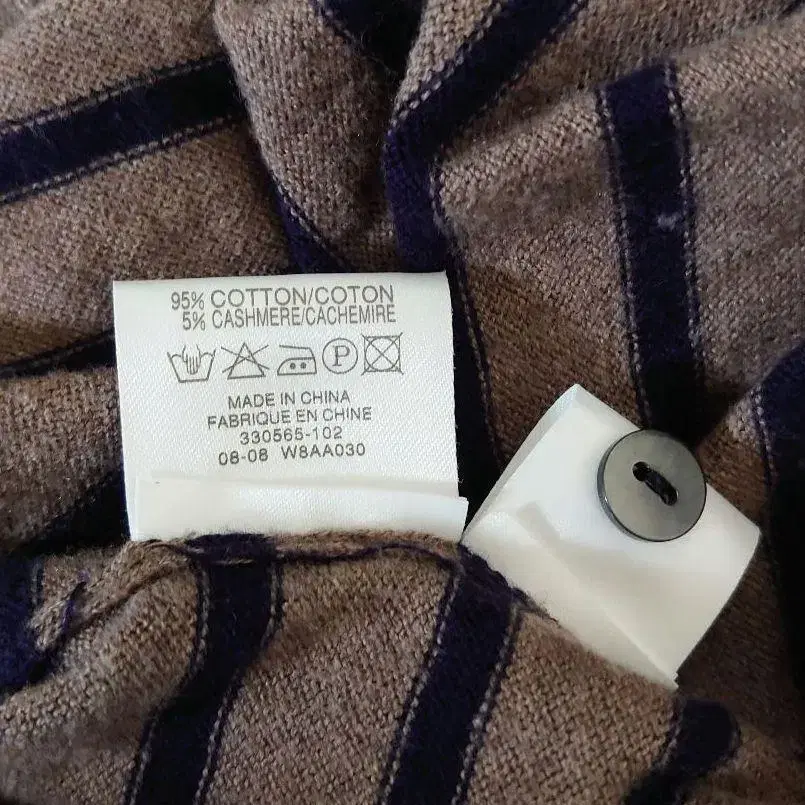 95% COTTON/COTON
5% CASHMERE/CACHEMIRE
P
MADE IN CHINA
FABRIQUE EN CHINE
330565-102
08-08 W8AA030